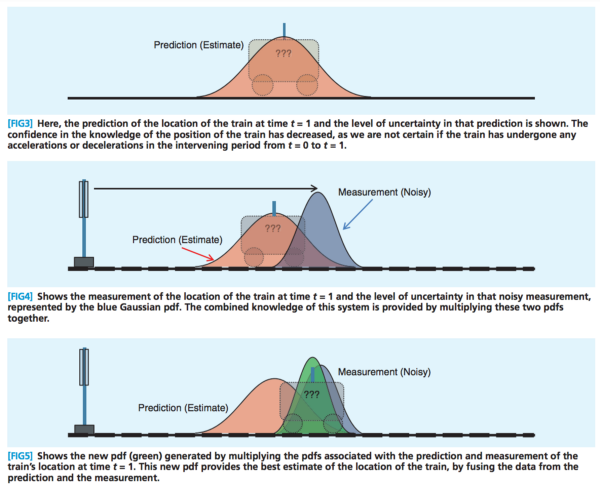 Prediction (Estimate)
???
[FIG3] Here, the prediction of the location of the train at time t = 1 and the level of uncertainty in that prediction is shown. The
confidence in the knowledge of the position of the train has decreased, as we are not certain if the train has undergone any
accelerations or decelerations in the intervening period from t = 0 to t = 1.
Measurement (Noisy)
???
Prediction (Estimate)
[FIG4] Shows the measurement of the location of the train at time t = 1 and the level of uncertainty in that noisy measurement,
represented by the blue Gaussian pdf. The combined knowledge of this system is provided by multiplying these two pdfs
together.
Measurement (Noisy)
???
Prediction (Estimate)
[FIG5] Shows the new pdf (green) generated by multiplying the pdfs associated with the prediction and measurement of the
train's location at time t = 1. This new pdf provides the best estimate of the location of the train, by fusing the data from the
prediction and the measurement.